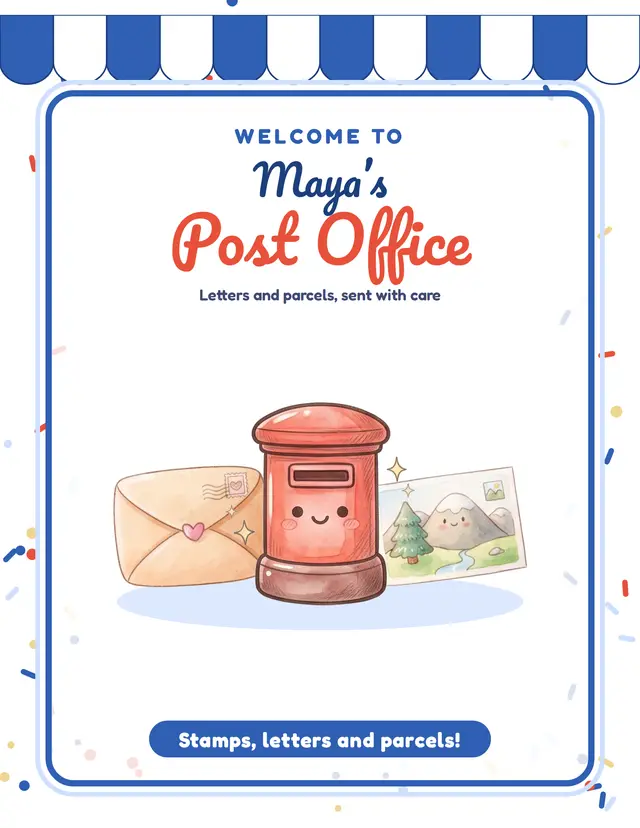 WELCOME TO
Maya's
Post Office
Letters and parcels, sent with care
Stamps, letters and parcels!